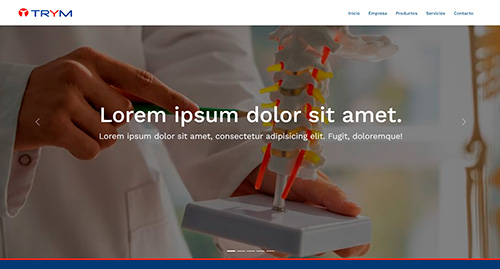 TRYM
Inicio Empresa Productos Servicios Contacto
Lorem ipsum dolor sit amet.
Lorem ipsum dolor sit amet, consectetur adipisicing elit. Fugit, doloremque!